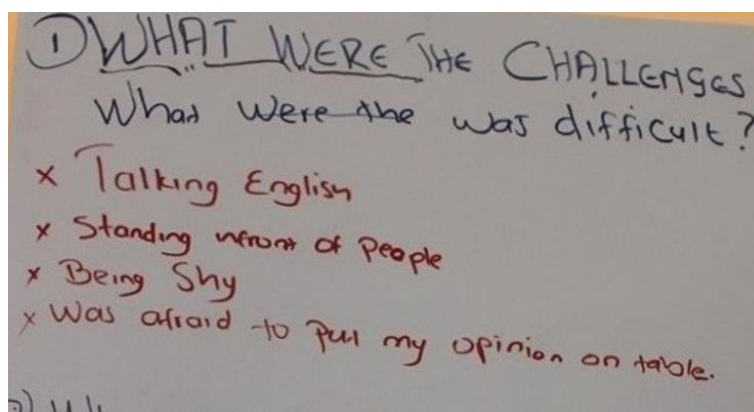 ① WHAT WERE THE CHALLENGES
What were the was difficult?
x Talking English
x Standing nfront of People
x Being Shy
x Was afraid to put my opinion on table.